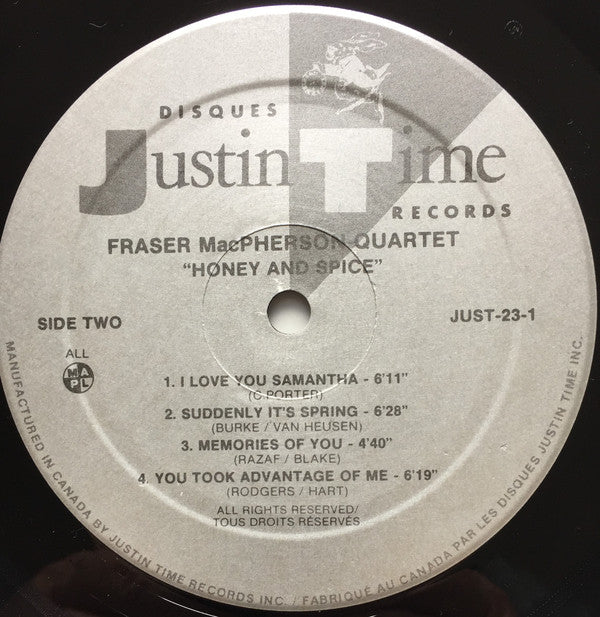 DISQUES
Justin Time
RECORDS
FRASER MacPHERSON QUARTET
"HONEY AND SPICE"
SIDE TWO
JUST-23-1
ALL
MAPL
1. I LOVE YOU SAMANTHA - 6'11"
(C.PORTER)
2. SUDDENLY IT'S SPRING - 6'28"
(BURKE / VAN HEUSEN)
3. MEMORIES OF YOU - 4'40"
(RAZAF / BLAKE)
4. YOU TOOK ADVANTAGE OF ME - 6'19"
(RODGERS / HART)
ALL RIGHTS RESERVED/
TOUS DROITS RÉSERVÉS
MANUFACTURED IN CANADA BY JUSTIN TIME RECORDS INC. / FABRIQUÉ AU CANADA PAR LES DISQUES JUSTIN TIME INC.